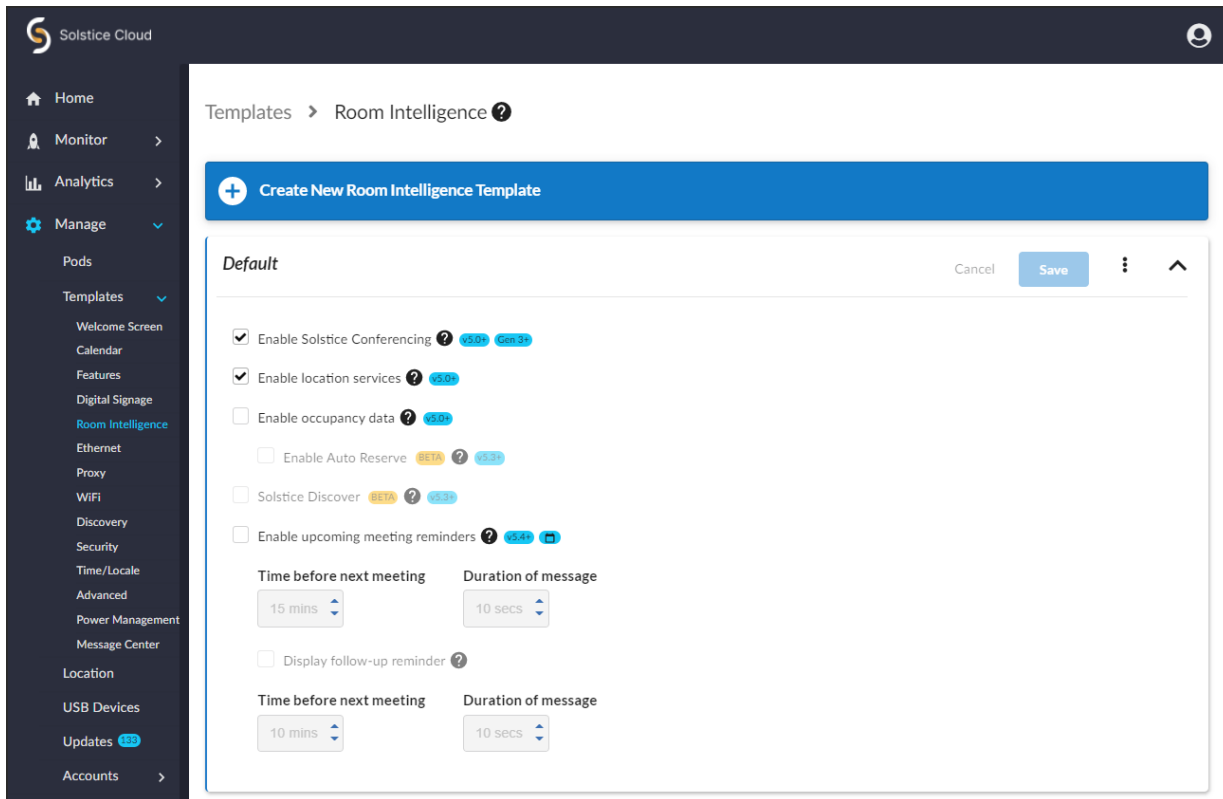 Solstice Cloud
Home
Monitor
Analytics
Manage
Pods
Templates
Welcome Screen
Calendar
Features
Digital Signage
Room Intelligence
Ethernet
Proxy
WiFi
Discovery
Security
Time/Locale
Advanced
Power Management
Message Center
Location
USB Devices
Updates 133
Accounts
Templates > Room Intelligence ?
+ Create New Room Intelligence Template
Default
Cancel Save
Enable Solstice Conferencing ? v5.0+ Gen 3+
Enable location services ? v5.0+
Enable occupancy data ? v5.0+
Enable Auto Reserve BETA ? v5.3+
Solstice Discover BETA ? v5.3+
Enable upcoming meeting reminders ? v5.4+
Time before next meeting Duration of message
15 mins 10 secs
Display follow-up reminder ?
Time before next meeting Duration of message
10 mins 10 secs